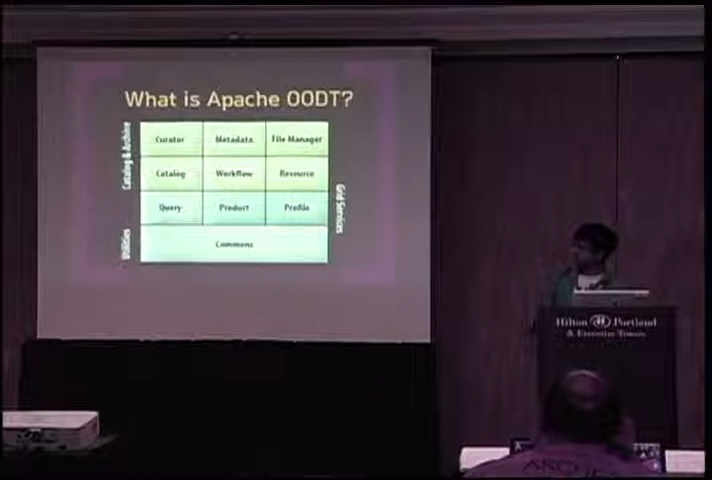 What is Apache OODT?
Catalog & Archive
Curator Metadata File Manager
Catalog Workflow Resource
Query Product Profile
Grid Services
Utilities
Commons
Hilton Portland
& Executive Tower